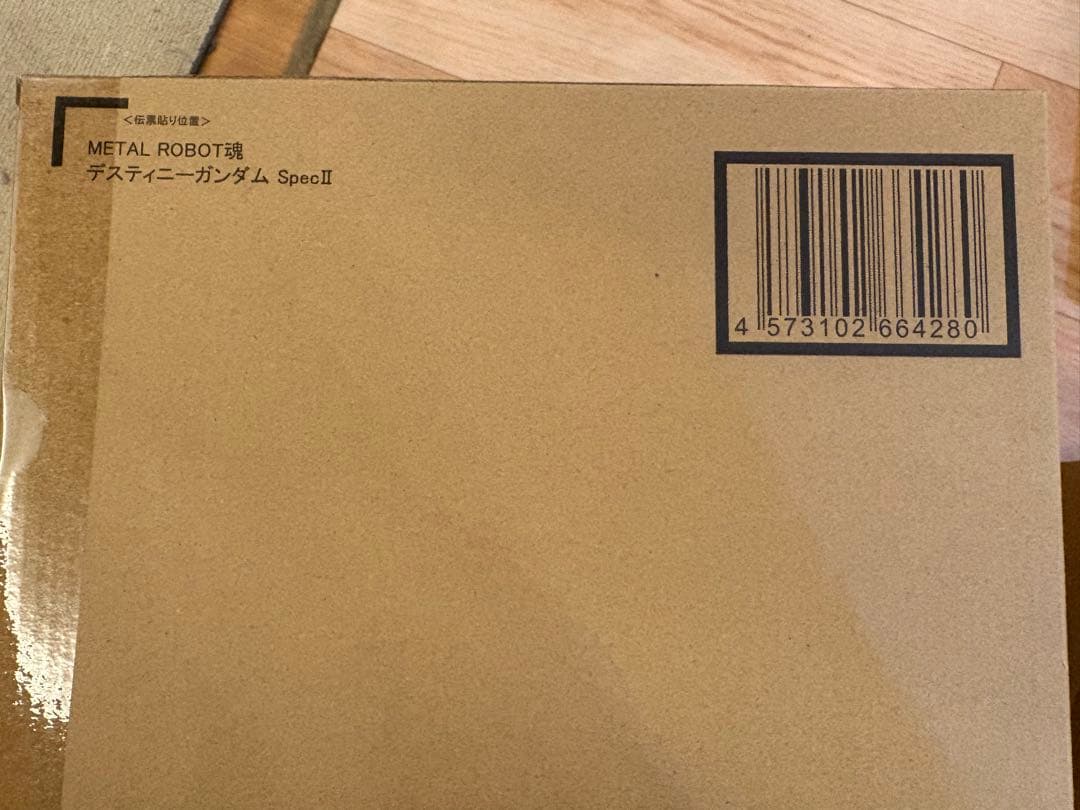 <伝票貼り位置>
METAL ROBOT魂
デスティニーガンダム SpecⅡ
4 573102 664280